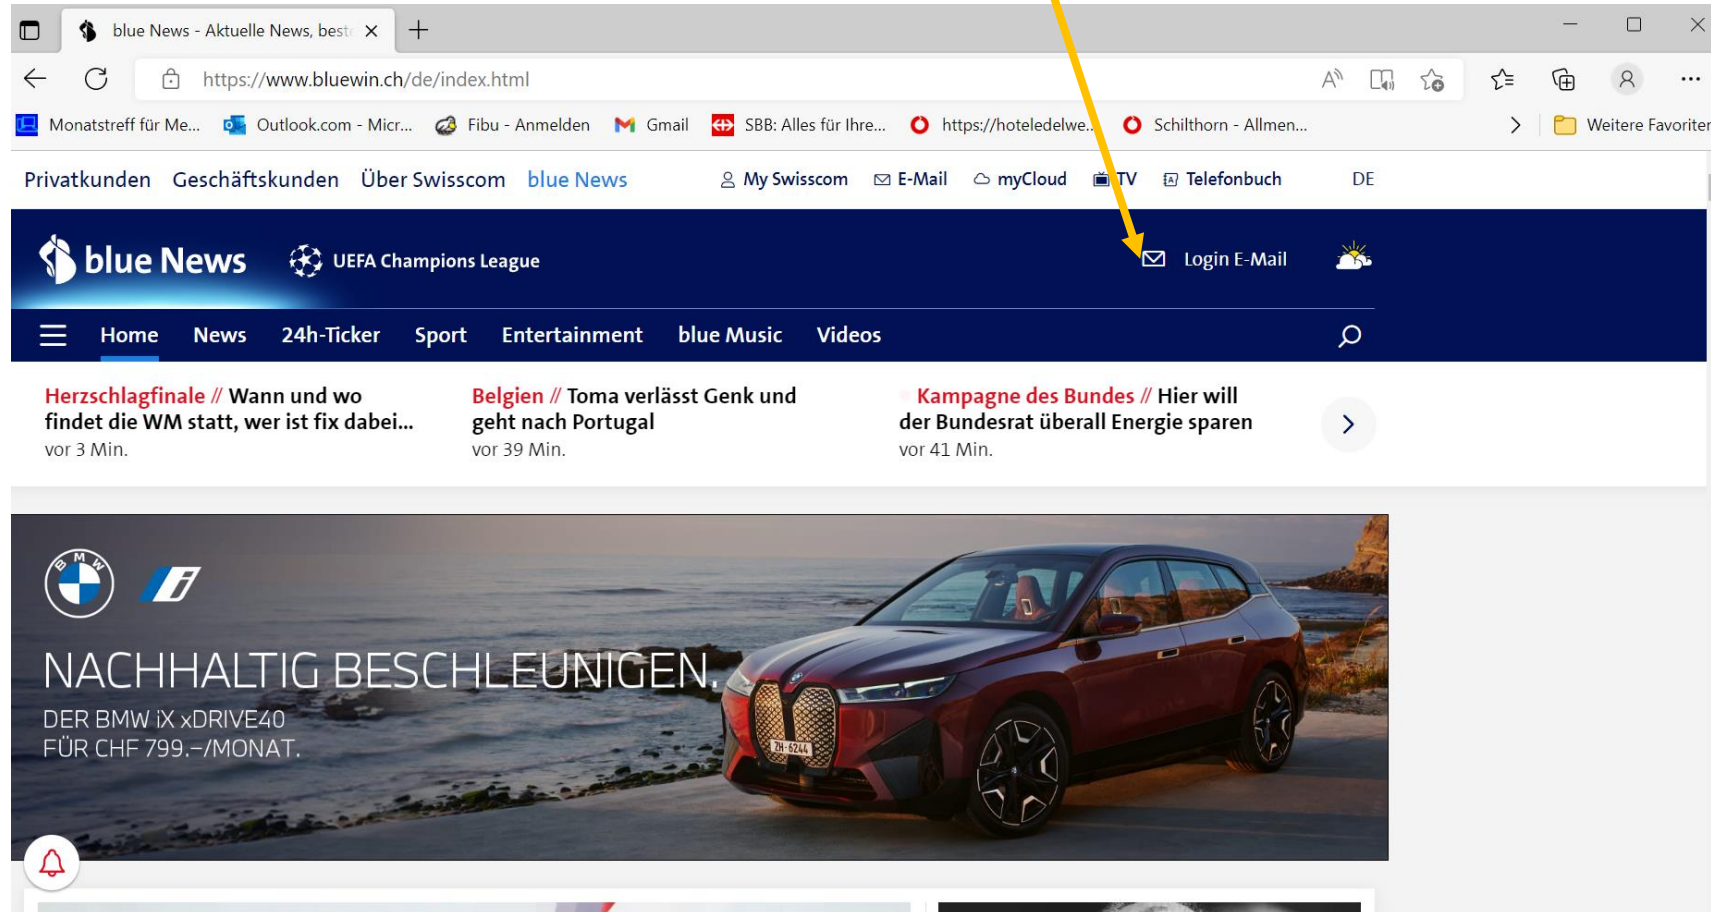 blue News - Aktuelle News, beste
https://www.bluewin.ch/de/index.html
Monatstreff für Me... Outlook.com - Micr... Fibu - Anmelden Gmail SBB: Alles für Ihre... https://hoteledelwe... Schilthorn - Allmen... Weitere Favoriten
Privatkunden Geschäftskunden Über Swisscom blue News My Swisscom E-Mail myCloud TV Telefonbuch DE
blue News UEFA Champions League Login E-Mail
Home News 24h-Ticker Sport Entertainment blue Music Videos
Herzschlagfinale // Wann und wo
findet die WM statt, wer ist fix dabei...
vor 3 Min.
Belgien // Toma verlässt Genk und
geht nach Portugal
vor 39 Min.
Kampagne des Bundes // Hier will
der Bundesrat überall Energie sparen
vor 41 Min.
BMW
i
NACHHALTIG BESCHLEUNIGEN.
DER BMW iX xDRIVE40
FÜR CHF 799.–/MONAT.
ZH·6244